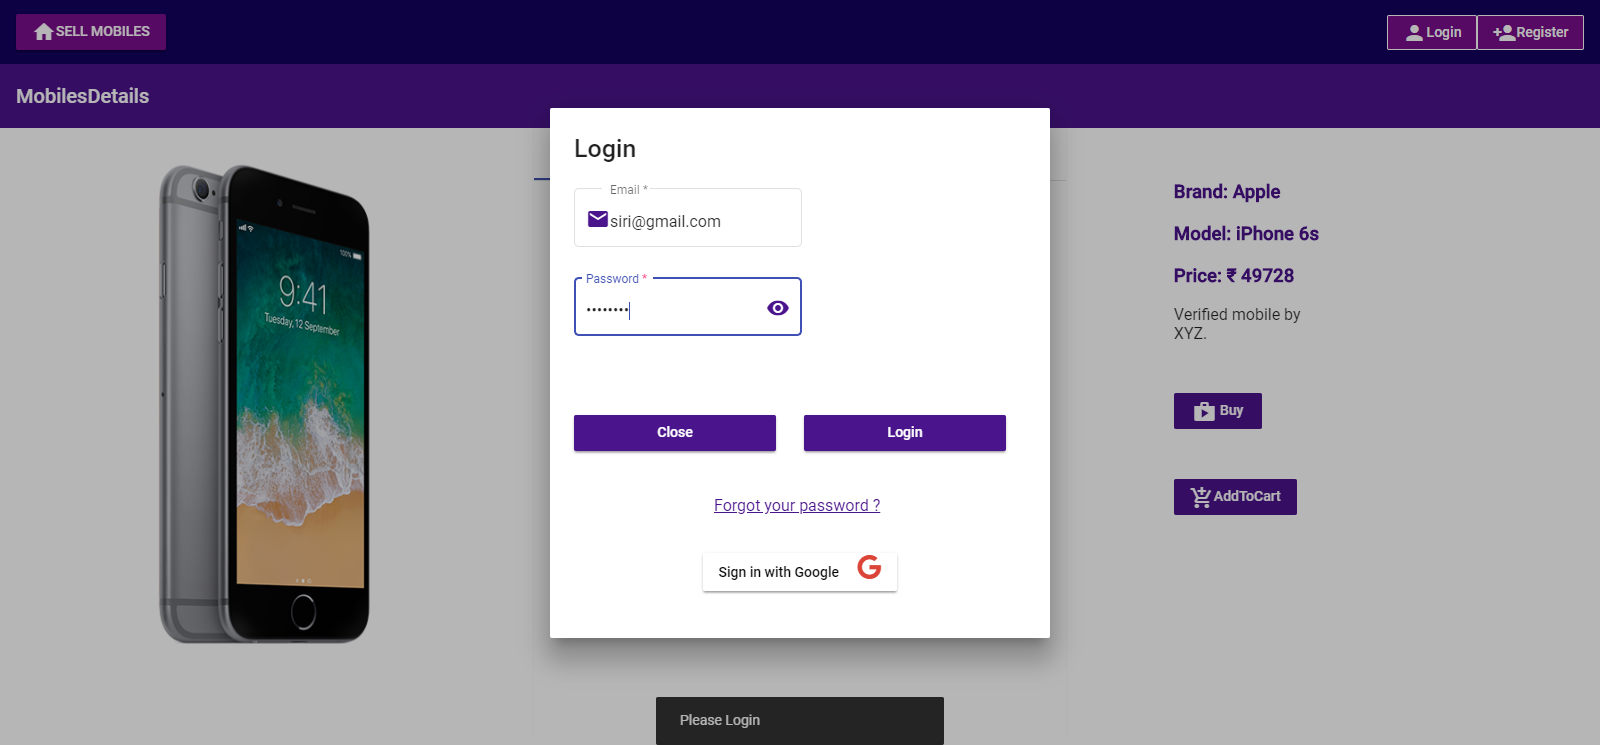 SELL MOBILES
Login
Register
MobilesDetails
Login
Email *
siri@gmail.com
Password *
••••••••
Close
Login
Forgot your password ?
Sign in with Google
Please Login
100%
9:41
Tuesday, 12 September
Brand: Apple
Model: iPhone 6s
Price: ₹ 49728
Verified mobile by
XYZ.
Buy
AddToCart